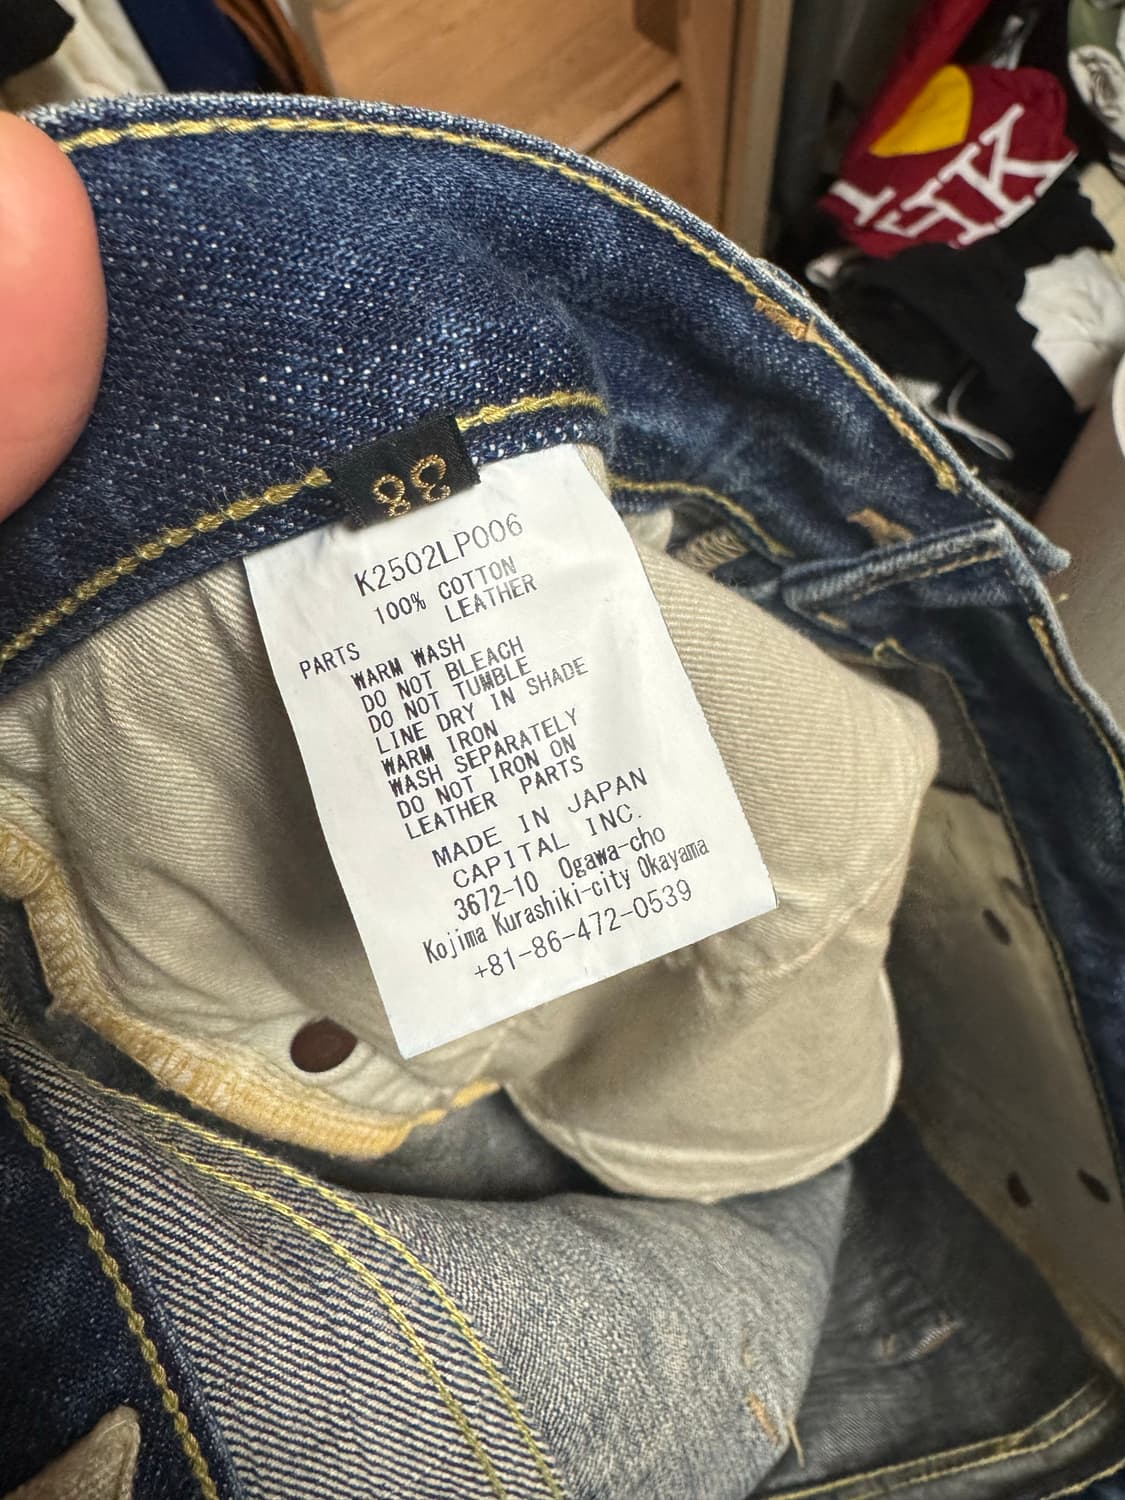 38
K2502LP006
100% COTTON
LEATHER
PARTS
WARM WASH
DO NOT BLEACH
DO NOT TUMBLE
LINE DRY IN SHADE
WARM IRON
WASH SEPARATELY
DO NOT IRON ON
LEATHER PARTS
MADE IN JAPAN
CAPITAL INC.
3672-10 Ogawa-cho
Kojima Kurashiki-city Okayama
+81-86-472-0539
HK